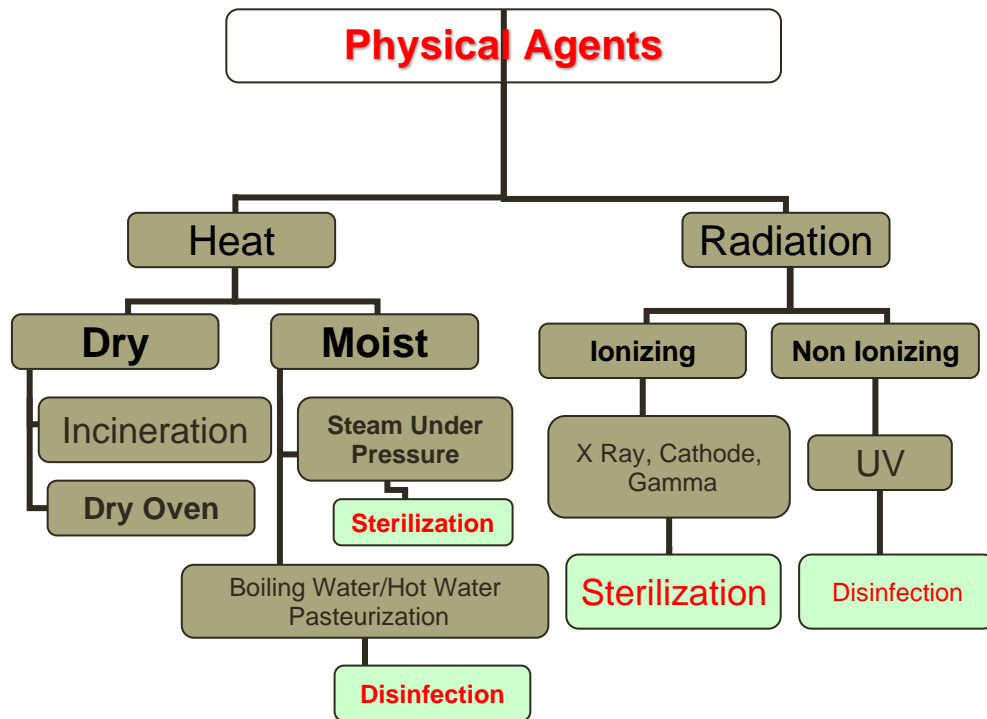 Physical Agents
Heat
Radiation
Dry
Moist
Ionizing
Non Ionizing
Incineration
Steam Under
Pressure
X Ray, Cathode,
Gamma
UV
Dry Oven
Sterilization
Boiling Water/Hot Water
Pasteurization
Sterilization
Disinfection
Disinfection